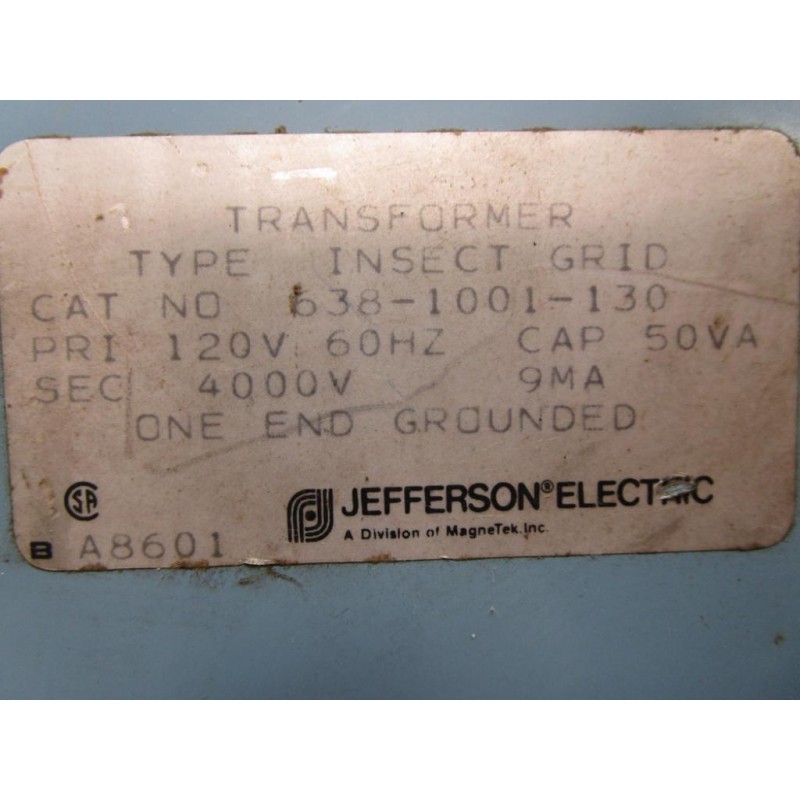 TRANSFORMER
TYPE INSECT GRID
CAT NO 638-1001-130
PRI 120V 60HZ CAP 50VA
SEC 4000V 9MA
ONE END GROUNDED
SA
JEFFERSON® ELECTRIC
A Division of MagneTek, Inc.
B A8601